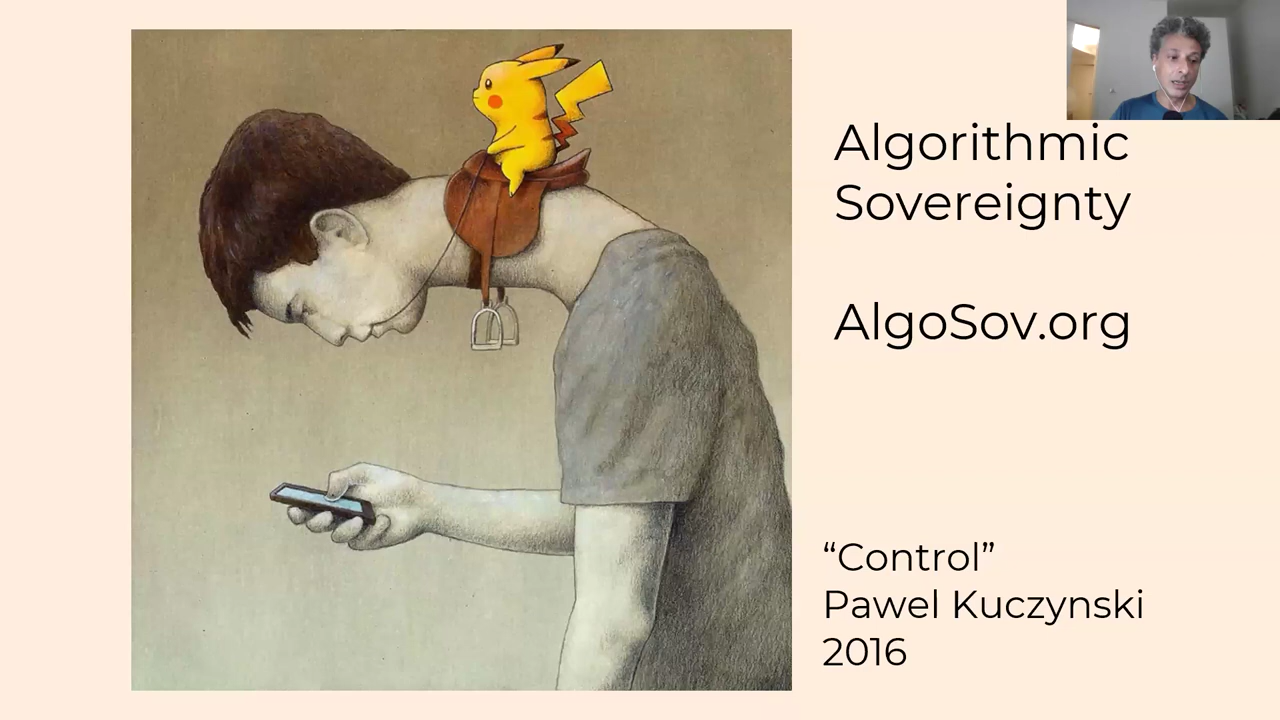 Algorithmic
Sovereignty
AlgoSov.org
“Control”
Pawel Kuczynski
2016